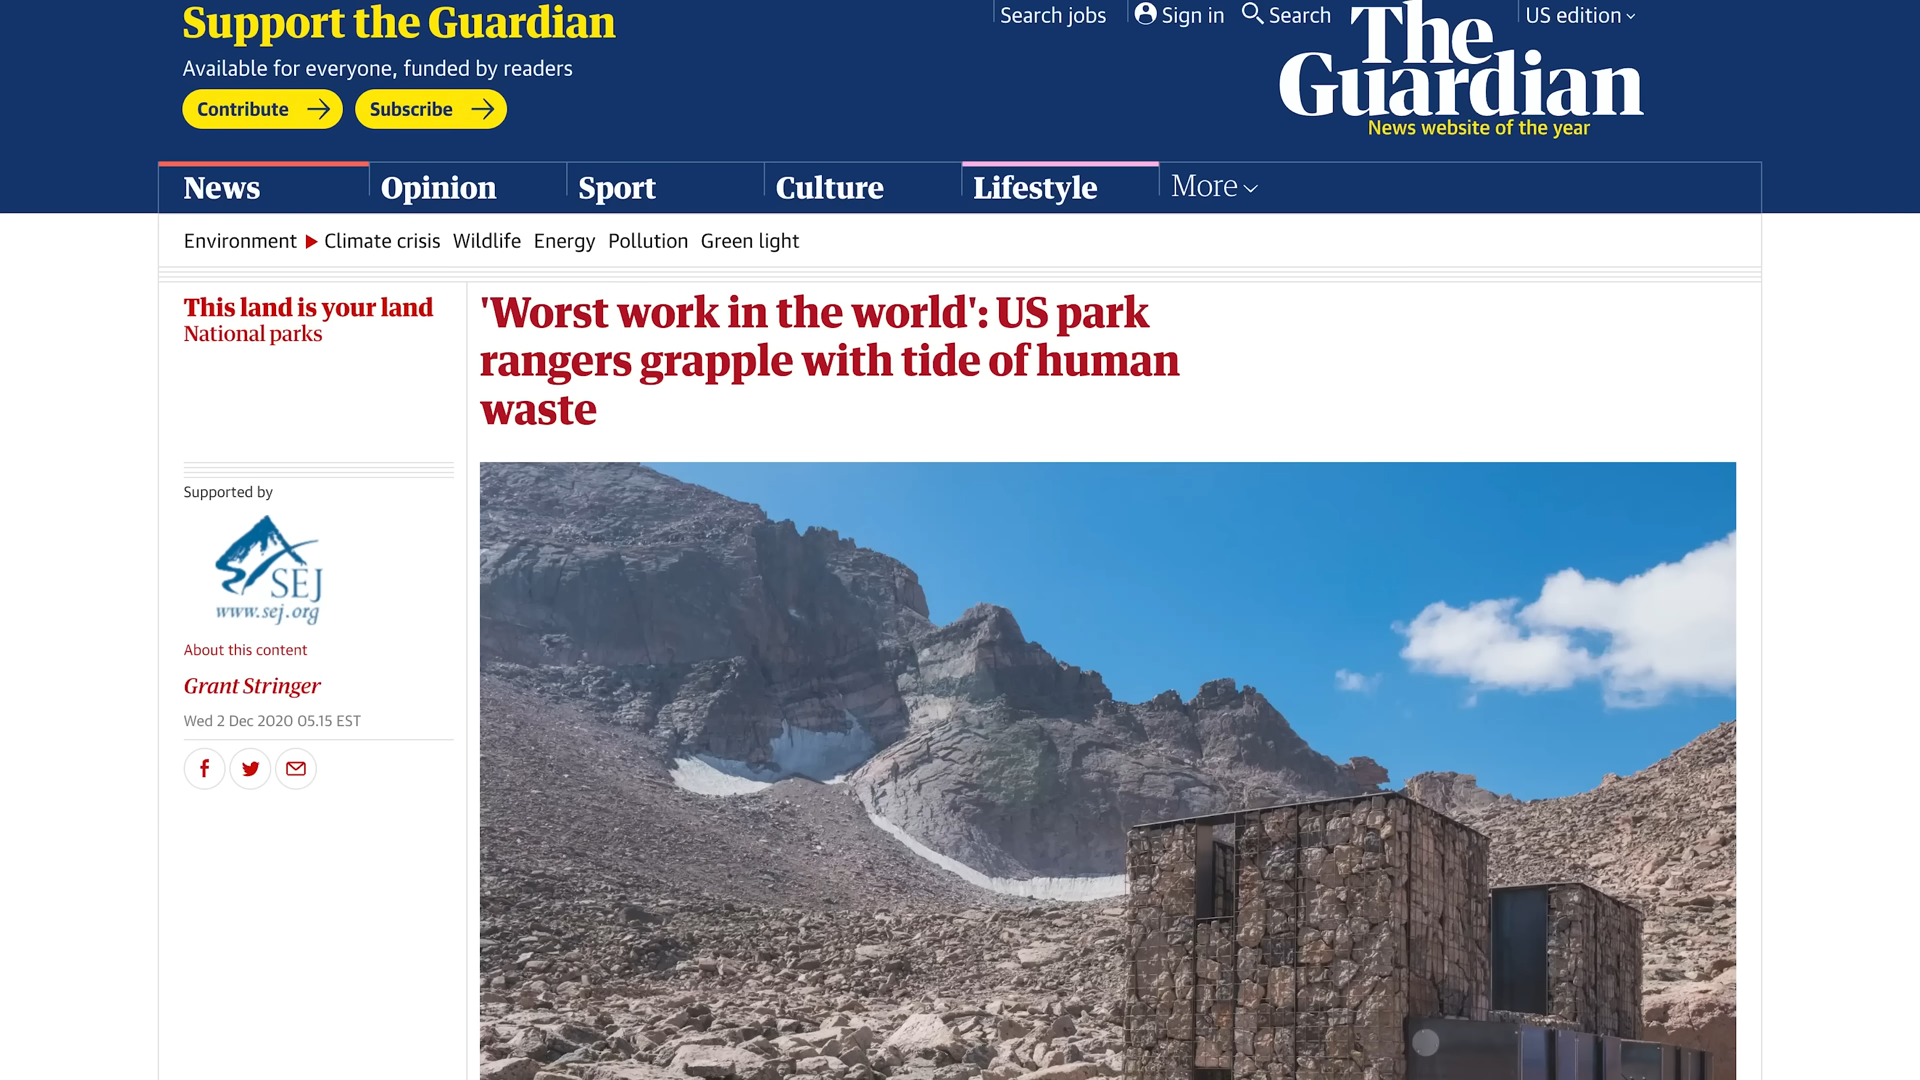 Support the Guardian
Available for everyone, funded by readers
Contribute
Subscribe
Search jobs
Sign in
Search
US edition
The
Guardian
News website of the year
News
Opinion
Sport
Culture
Lifestyle
More
Environment
Climate crisis
Wildlife
Energy
Pollution
Green light
This land is your land
National parks
'Worst work in the world': US park
rangers grapple with tide of human
waste
Supported by
SEJ
www.sej.org
About this content
Grant Stringer
Wed 2 Dec 2020 05.15 EST